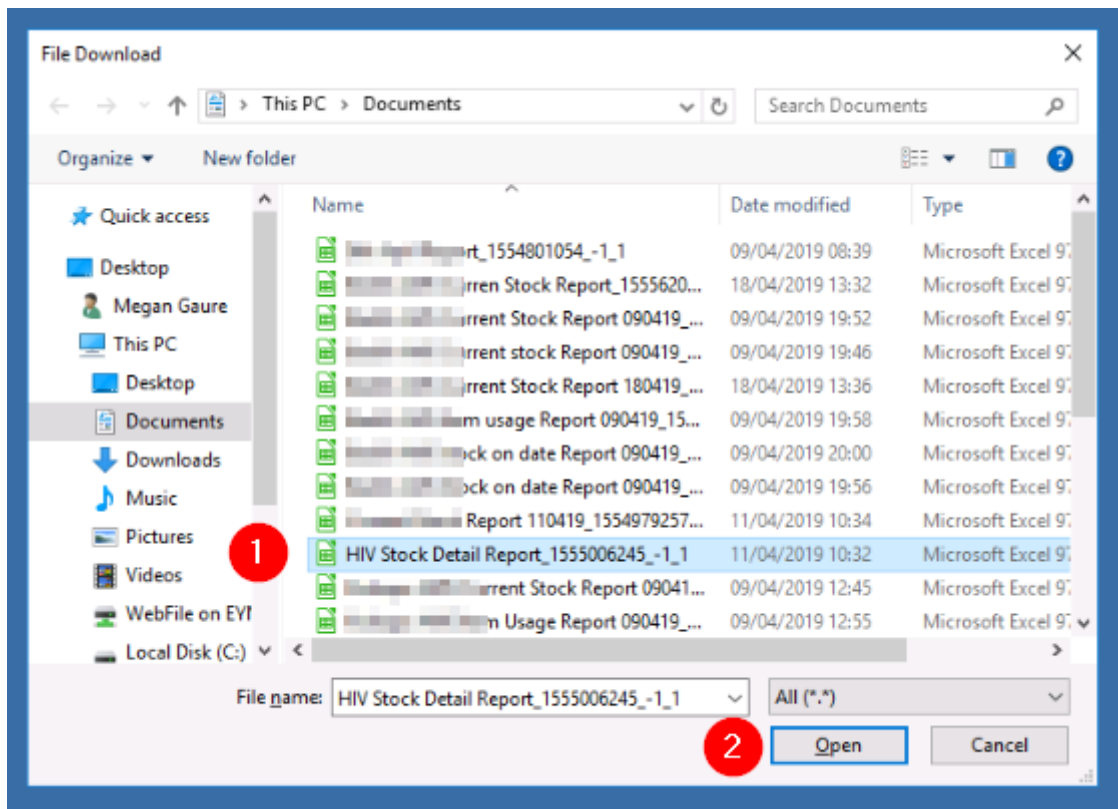 File Download
This PC > Documents
Search Documents
Organize
New folder
Name
Date modified
Type
Quick access
Desktop
Megan Gaure
This PC
Desktop
Documents
Downloads
Music
Pictures
Videos
WebFile on EY
Local Disk (C:)
rt_1554801054_-1_1 09/04/2019 08:39 Microsoft Excel 97
rren Stock Report_1555620... 18/04/2019 13:32 Microsoft Excel 97
rrent Stock Report 090419_... 09/04/2019 19:52 Microsoft Excel 97
rrent stock Report 090419_... 09/04/2019 19:46 Microsoft Excel 97
rrent Stock Report 180419_... 18/04/2019 13:36 Microsoft Excel 97
m usage Report 090419_15... 09/04/2019 19:58 Microsoft Excel 97
ock on date Report 090419_... 09/04/2019 20:00 Microsoft Excel 97
ock on date Report 090419_... 09/04/2019 19:56 Microsoft Excel 97
Report 110419_1554979257... 11/04/2019 10:34 Microsoft Excel 97
1
HIV Stock Detail Report_1555006245_-1_1 11/04/2019 10:32 Microsoft Excel 97
rrent Stock Report 09041... 09/04/2019 12:45 Microsoft Excel 97
m Usage Report 090419_... 09/04/2019 12:55 Microsoft Excel 97
File name: HIV Stock Detail Report_1555006245_-1_1
All (*.*)
2
Open
Cancel